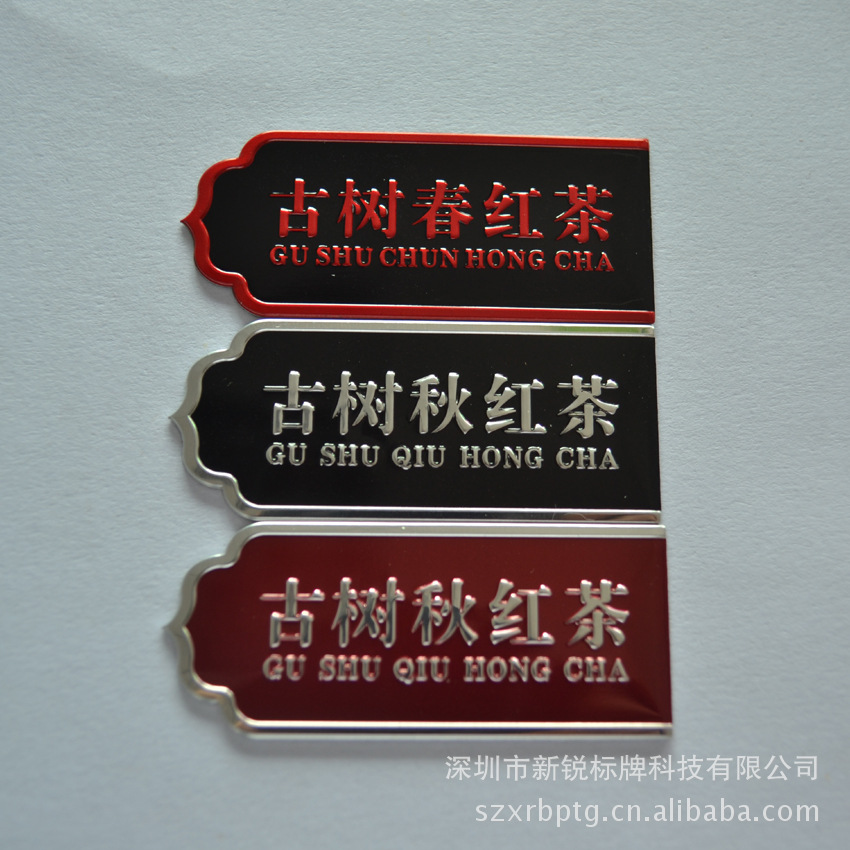 古树春红茶
GU SHU CHUN HONG CHA
古树秋红茶
GU SHU QIU HONG CHA
古树秋红茶
GU SHU QIU HONG CHA
深圳市新锐标牌科技有限公司
szxrbptg.cn.alibaba.com